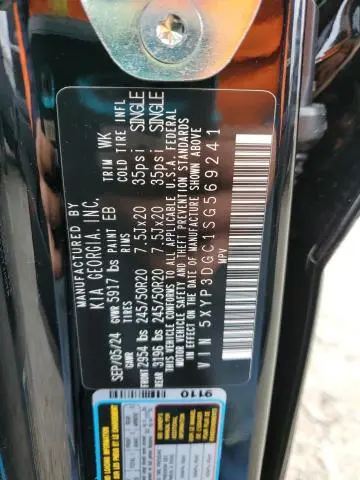 MANUFACTURED BY
KIA GEORGIA, INC.
SEP/05/24 GVWR 5917 lbs PAINT EB TRIM WK
GAWR TIRES RIMS COLD TIRE INFL
FRONT 2954 lbs 245/50R20 7.5Jx20 35psi SINGLE
REAR 3196 lbs 245/50R20 7.5Jx20 35psi SINGLE
THIS VEHICLE CONFORMS TO ALL APPLICABLE U.S.A. FEDERAL
MOTOR VEHICLE SAFETY AND THEFT PREVENTION STANDARDS
IN EFFECT ON THE DATE OF MANUFACTURE SHOWN ABOVE
VIN 5XYP3DGC1SG569241
MPV
9110
LOADING INFORMATION